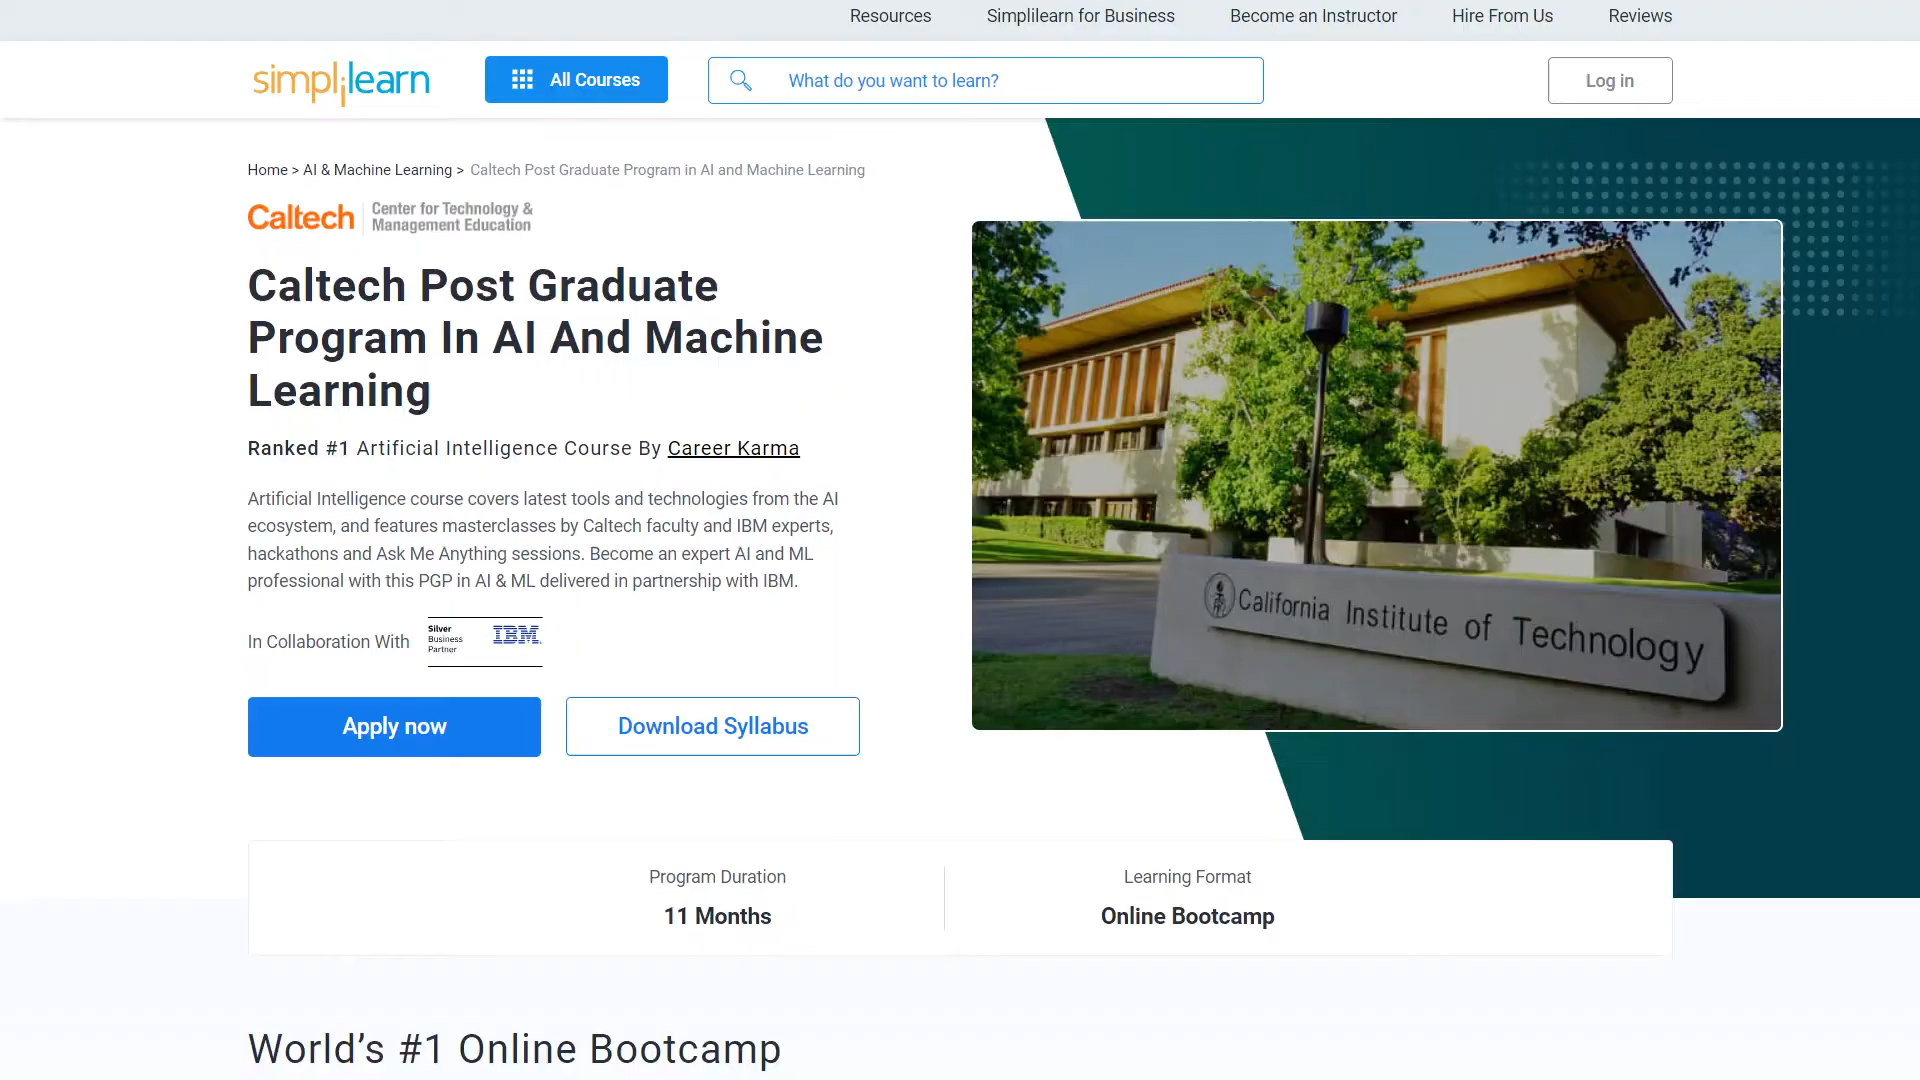 Resources Simplilearn for Business Become an Instructor Hire From Us Reviews
simplilearn All Courses What do you want to learn? Log in
Home > AI & Machine Learning > Caltech Post Graduate Program in AI and Machine Learning
Caltech Center for Technology &
Management Education
Caltech Post Graduate
Program In AI And Machine
Learning
Ranked #1 Artificial Intelligence Course By Career Karma
Artificial Intelligence course covers latest tools and technologies from the AI
ecosystem, and features masterclasses by Caltech faculty and IBM experts,
hackathons and Ask Me Anything sessions. Become an expert AI and ML
professional with this PGP in AI & ML delivered in partnership with IBM.
In Collaboration With
Silver
Business
Partner
IBM
Apply now Download Syllabus
California Institute of Technology
Program Duration
11 Months
Learning Format
Online Bootcamp
World’s #1 Online Bootcamp